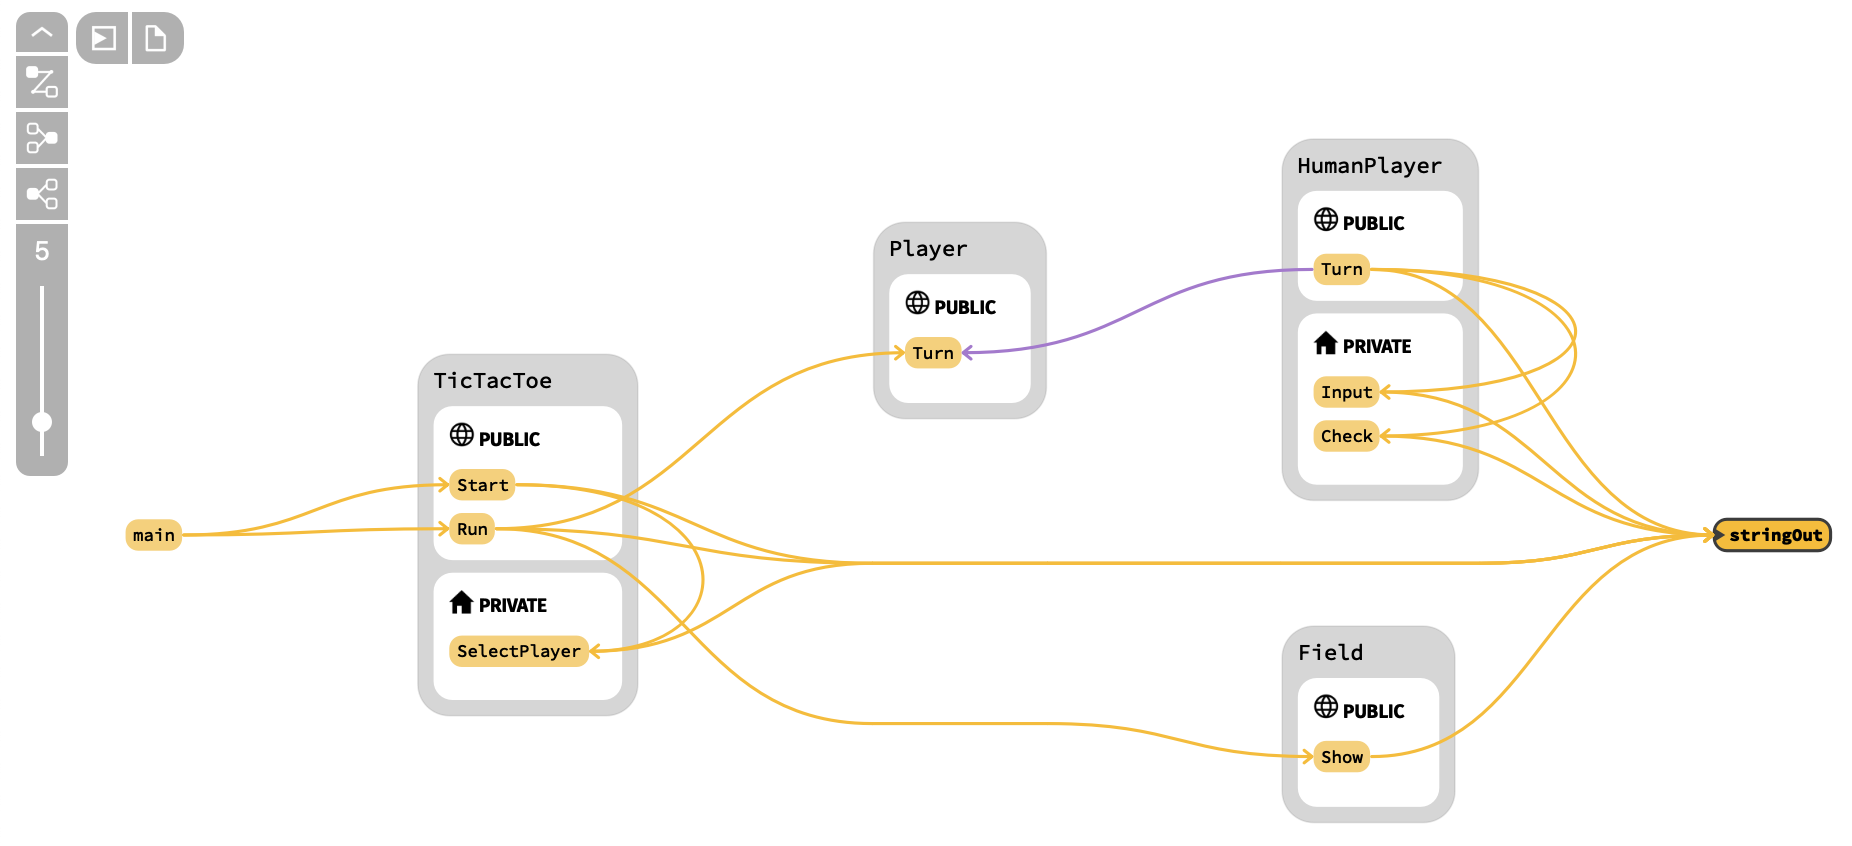 5
main
TicTacToe
PUBLIC
Start
Run
PRIVATE
SelectPlayer
Player
PUBLIC
Turn
HumanPlayer
PUBLIC
Turn
PRIVATE
Input
Check
Field
PUBLIC
Show
stringOut